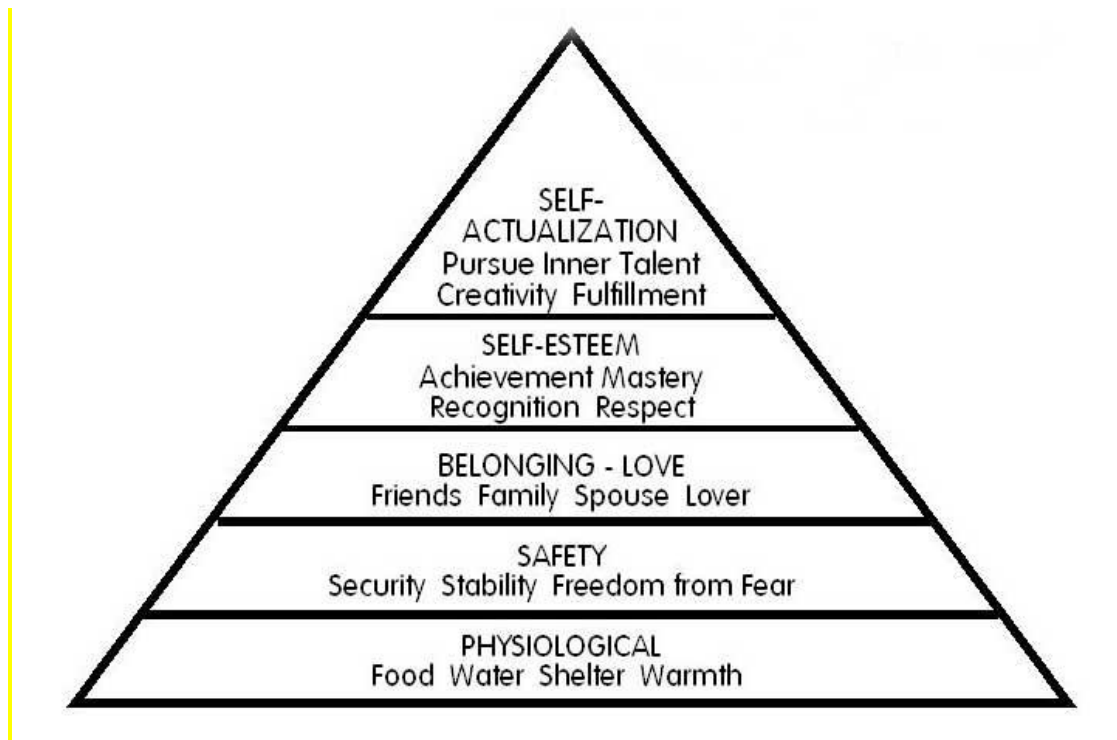 SELF-
ACTUALIZATION
Pursue Inner Talent
Creativity Fulfillment
SELF-ESTEEM
Achievement Mastery
Recognition Respect
BELONGING - LOVE
Friends Family Spouse Lover
SAFETY
Security Stability Freedom from Fear
PHYSIOLOGICAL
Food Water Shelter Warmth